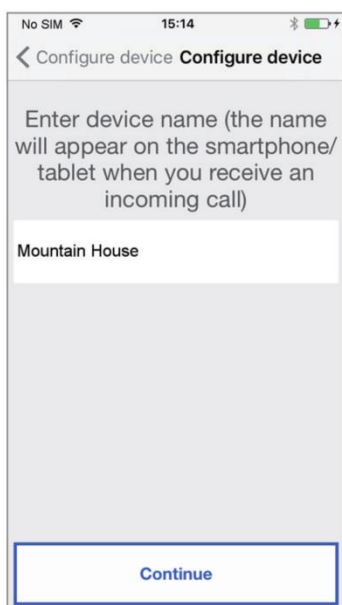 No SIM 15:14
Configure device Configure device
Enter device name (the name
will appear on the smartphone/
tablet when you receive an
incoming call)
Mountain House
Continue